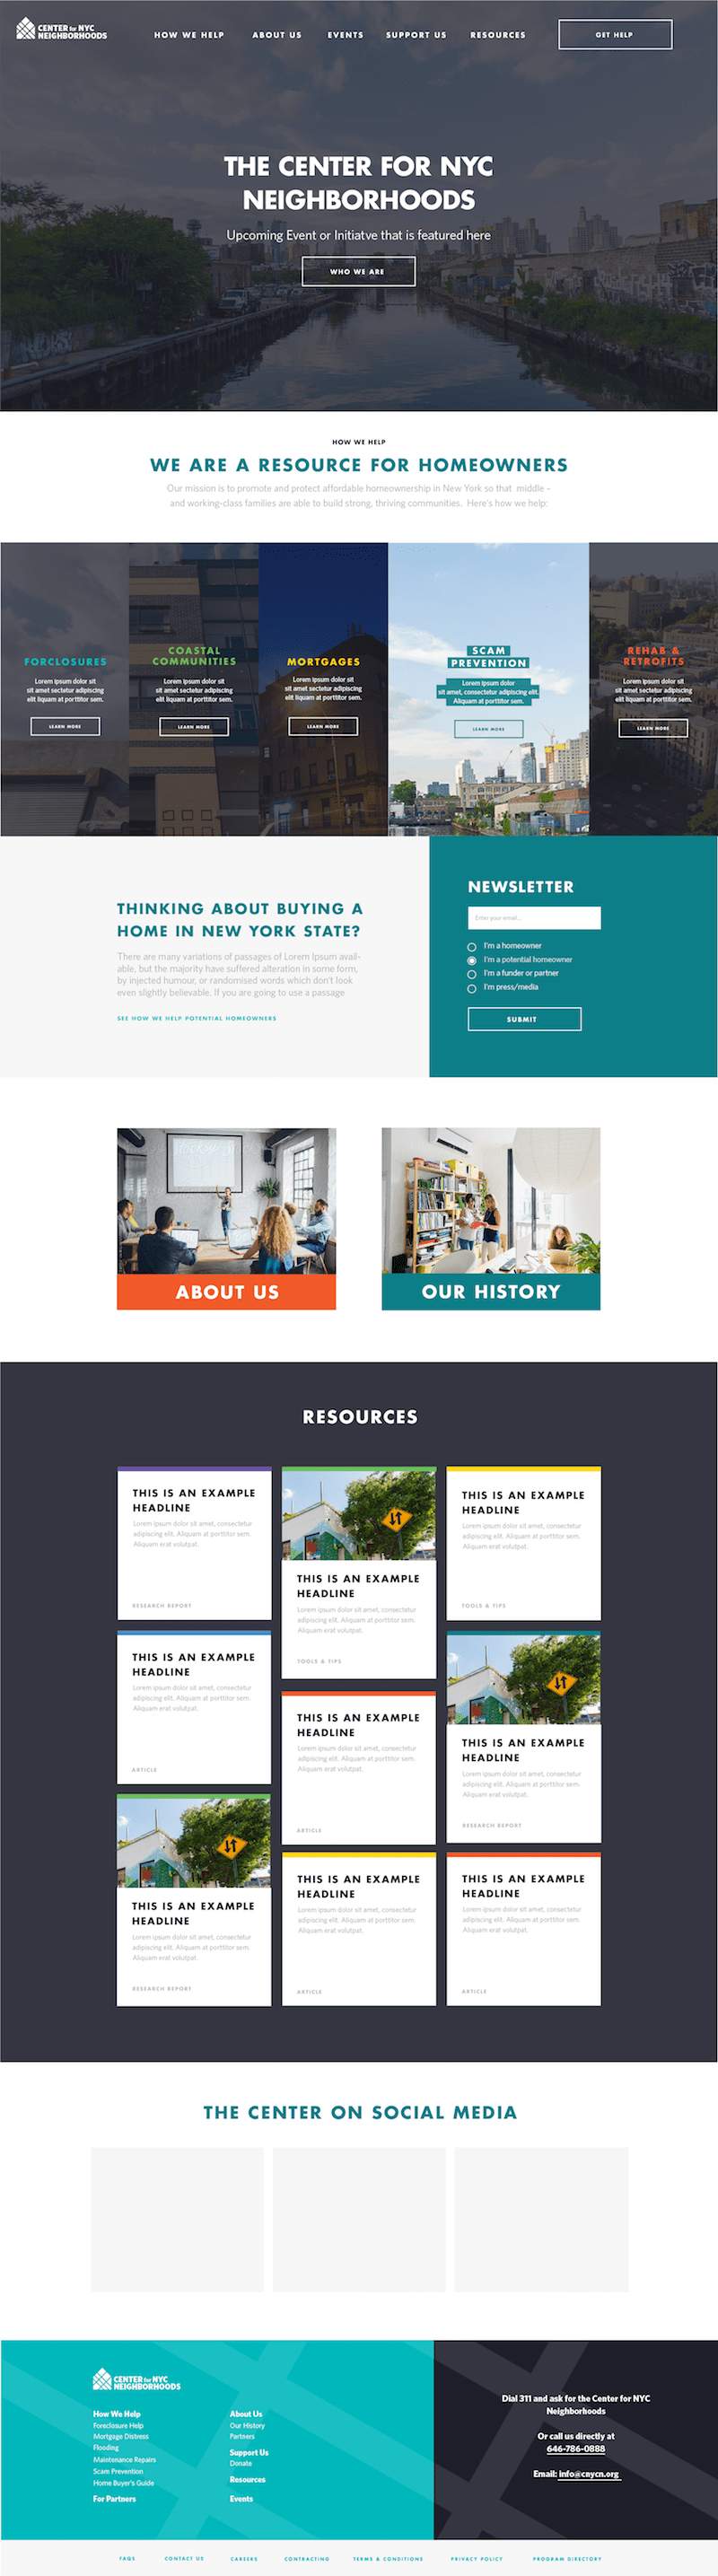 CENTER for NYC
NEIGHBORHOODS
HOW WE HELP
ABOUT US
EVENTS
SUPPORT US
RESOURCES
GET HELP
THE CENTER FOR NYC
NEIGHBORHOODS
Upcoming Event or Initiatve that is featured here
WHO WE ARE
HOW WE HELP
WE ARE A RESOURCE FOR HOMEOWNERS
Our mission is to promote and protect affordable homeownership in New York so that middle –
and working-class families are able to build strong, thriving communities. Here's how we help:
FORCLOSURES
Lorem ipsum dolor sit
sit amet sectetur adipiscing
elit liquam at porttitor sem.
LEARN MORE
COASTAL
COMMUNITIES
Lorem ipsum dolor sit
sit amet sectetur adipiscing
elit liquam at porttitor sem.
LEARN MORE
MORTGAGES
Lorem ipsum dolor sit
sit amet sectetur adipiscing
elit liquam at porttitor sem.
LEARN MORE
SCAM
PREVENTION
Lorem ipsum dolor
sit amet, consectetur adipiscing elit.
Aliquam at porttitor sem.
LEARN MORE
REHAB &
RETROFITS
Lorem ipsum dolor sit
sit amet sectetur adipiscing
elit liquam at porttitor sem.
LEARN MORE
THINKING ABOUT BUYING A
HOME IN NEW YORK STATE?
There are many variations of passages of Lorem Ipsum avail-
able, but the majority have suffered alteration in some form,
by injected humour, or randomised words which don't look
even slightly believable. If you are going to use a passage
SEE HOW WE HELP POTENTIAL HOMEOWNERS
NEWSLETTER
Enter your email...
I'm a homeowner
I'm a potential homeowner
I'm a funder or partner
I'm press/media
SUBMIT
ABOUT US
OUR HISTORY
RESOURCES
THIS IS AN EXAMPLE
HEADLINE
Lorem ipsum dolor sit amet, consectetur
adipiscing elit. Aliquam at porttitor sem.
Aliquam erat volutpat.
RESEARCH REPORT
THIS IS AN EXAMPLE
HEADLINE
Lorem ipsum dolor sit amet, consectetur
adipiscing elit. Aliquam at porttitor sem.
Aliquam erat volutpat.
TOOLS & TIPS
THIS IS AN EXAMPLE
HEADLINE
Lorem ipsum dolor sit amet, consectetur
adipiscing elit. Aliquam at porttitor sem.
Aliquam erat volutpat.
TOOLS & TIPS
THIS IS AN EXAMPLE
HEADLINE
Lorem ipsum dolor sit amet, consectetur
adipiscing elit. Aliquam at porttitor sem.
Aliquam erat volutpat.
ARTICLE
THIS IS AN EXAMPLE
HEADLINE
Lorem ipsum dolor sit amet, consectetur
adipiscing elit. Aliquam at porttitor sem.
Aliquam erat volutpat.
ARTICLE
THIS IS AN EXAMPLE
HEADLINE
Lorem ipsum dolor sit amet, consectetur
adipiscing elit. Aliquam at porttitor sem.
Aliquam erat volutpat.
RESEARCH REPORT
THIS IS AN EXAMPLE
HEADLINE
Lorem ipsum dolor sit amet, consectetur
adipiscing elit. Aliquam at porttitor sem.
Aliquam erat volutpat.
RESEARCH REPORT
THIS IS AN EXAMPLE
HEADLINE
Lorem ipsum dolor sit amet, consectetur
adipiscing elit. Aliquam at porttitor sem.
Aliquam erat volutpat.
ARTICLE
THIS IS AN EXAMPLE
HEADLINE
Lorem ipsum dolor sit amet, consectetur
adipiscing elit. Aliquam at porttitor sem.
Aliquam erat volutpat.
ARTICLE
THE CENTER ON SOCIAL MEDIA
CENTER for NYC
NEIGHBORHOODS
How We Help
Foreclosure Help
Mortgage Distress
Flooding
Maintenance Repairs
Scam Prevention
Home Buyer's Guide
For Partners
About Us
Our History
Partners
Support Us
Donate
Resources
Events
Dial 311 and ask for the Center for NYC
Neighborhoods
Or call us directly at
646-786-0888
Email: info@cnycn.org
FAQS
CONTACT US
CAREERS
CONTRACTING
TERMS & CONDITIONS
PRIVACY POLICY
PROGRAM DIRECTORY